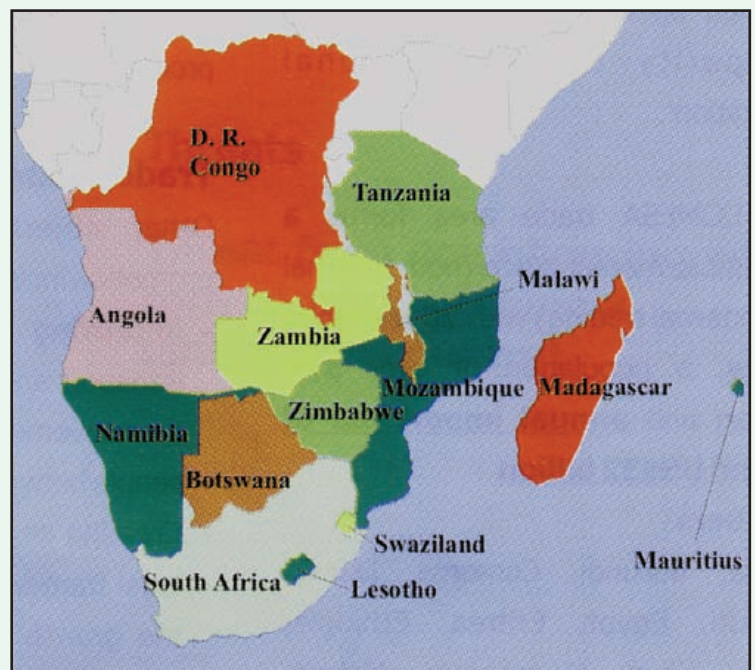 D. R.
Congo
Tanzania
Malawi
Angola
Zambia
Mozambique
Madagascar
Zimbabwe
Namibia
Botswana
Swaziland
Mauritius
South Africa
Lesotho